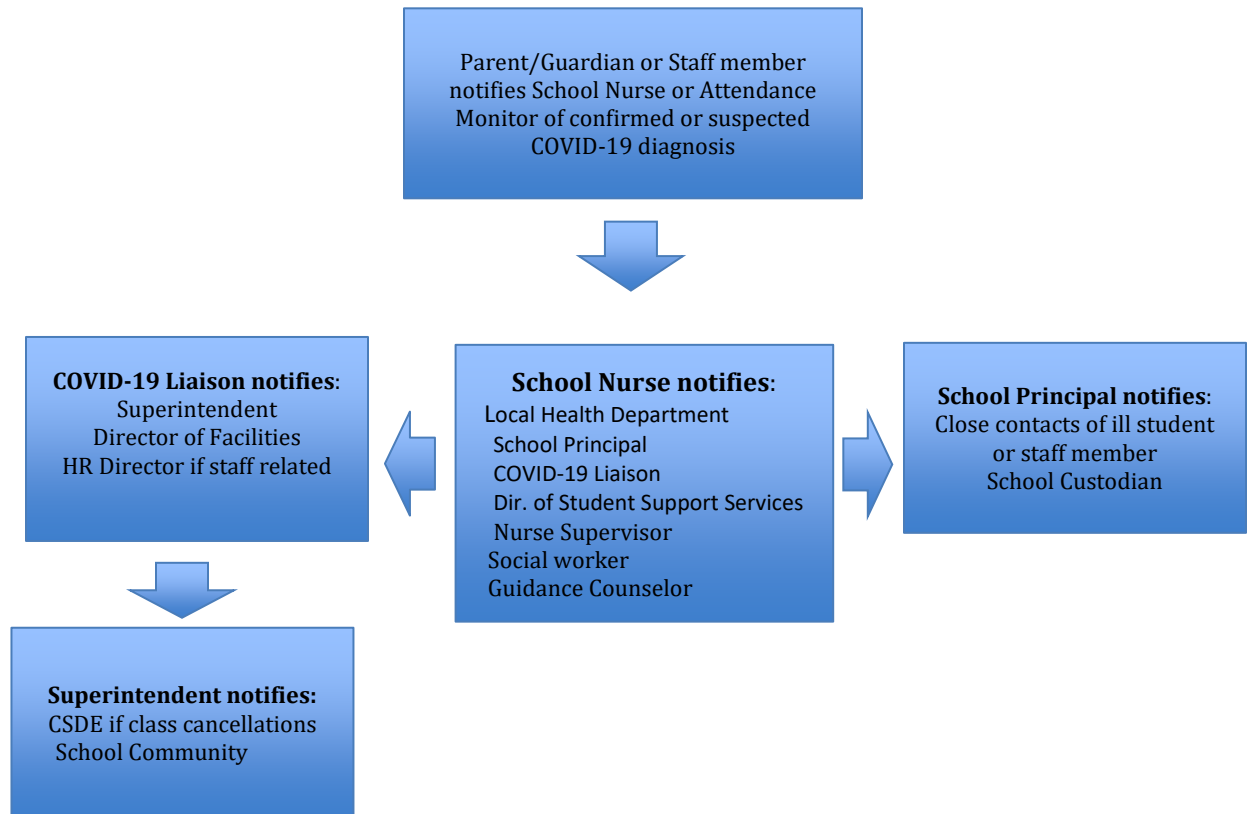 Parent/Guardian or Staff member
notifies School Nurse or Attendance
Monitor of confirmed or suspected
COVID-19 diagnosis
COVID-19 Liaison notifies:
Superintendent
Director of Facilities
HR Director if staff related
School Nurse notifies:
Local Health Department
School Principal
COVID-19 Liaison
Dir. of Student Support Services
Nurse Supervisor
Social worker
Guidance Counselor
School Principal notifies:
Close contacts of ill student
or staff member
School Custodian
Superintendent notifies:
CSDE if class cancellations
School Community